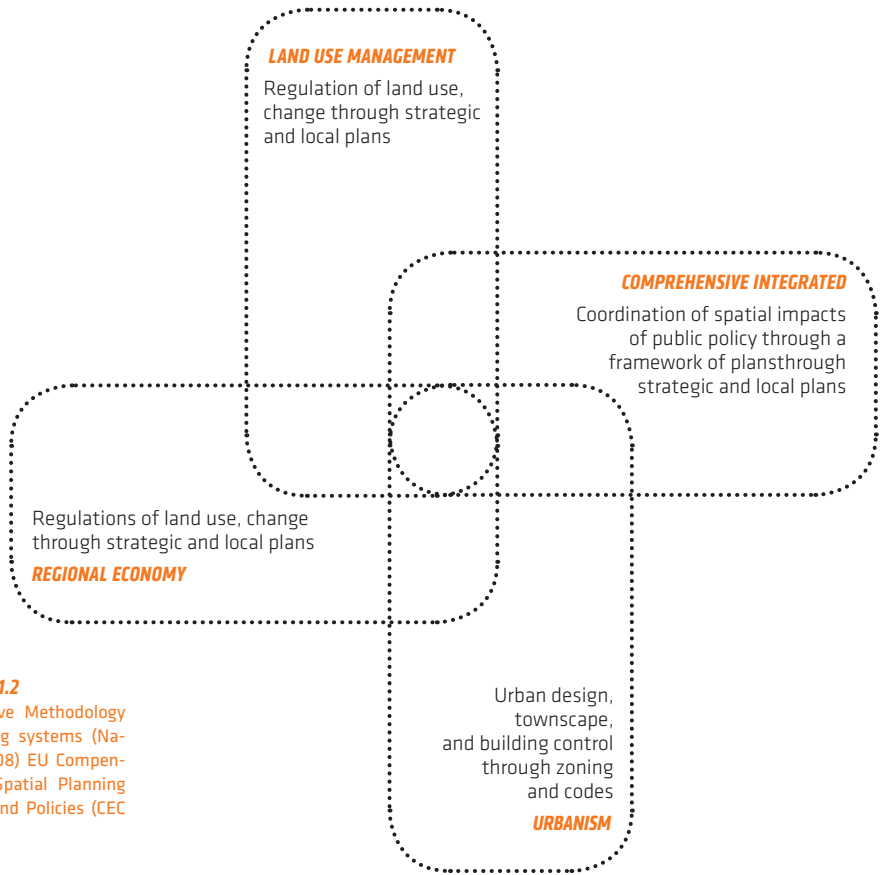 LAND USE MANAGEMENT
Regulation of land use,
change through strategic
and local plans
COMPREHENSIVE INTEGRATED
Coordination of spatial impacts
of public policy through a
framework of plansthrough
strategic and local plans
Regulations of land use, change
through strategic and local plans
REGIONAL ECONOMY
1.2
ve Methodology
g systems (Na-
08) EU Compen-
Spatial Planning
nd Policies (CEC
Urban design,
townscape,
and building control
through zoning
and codes
URBANISM